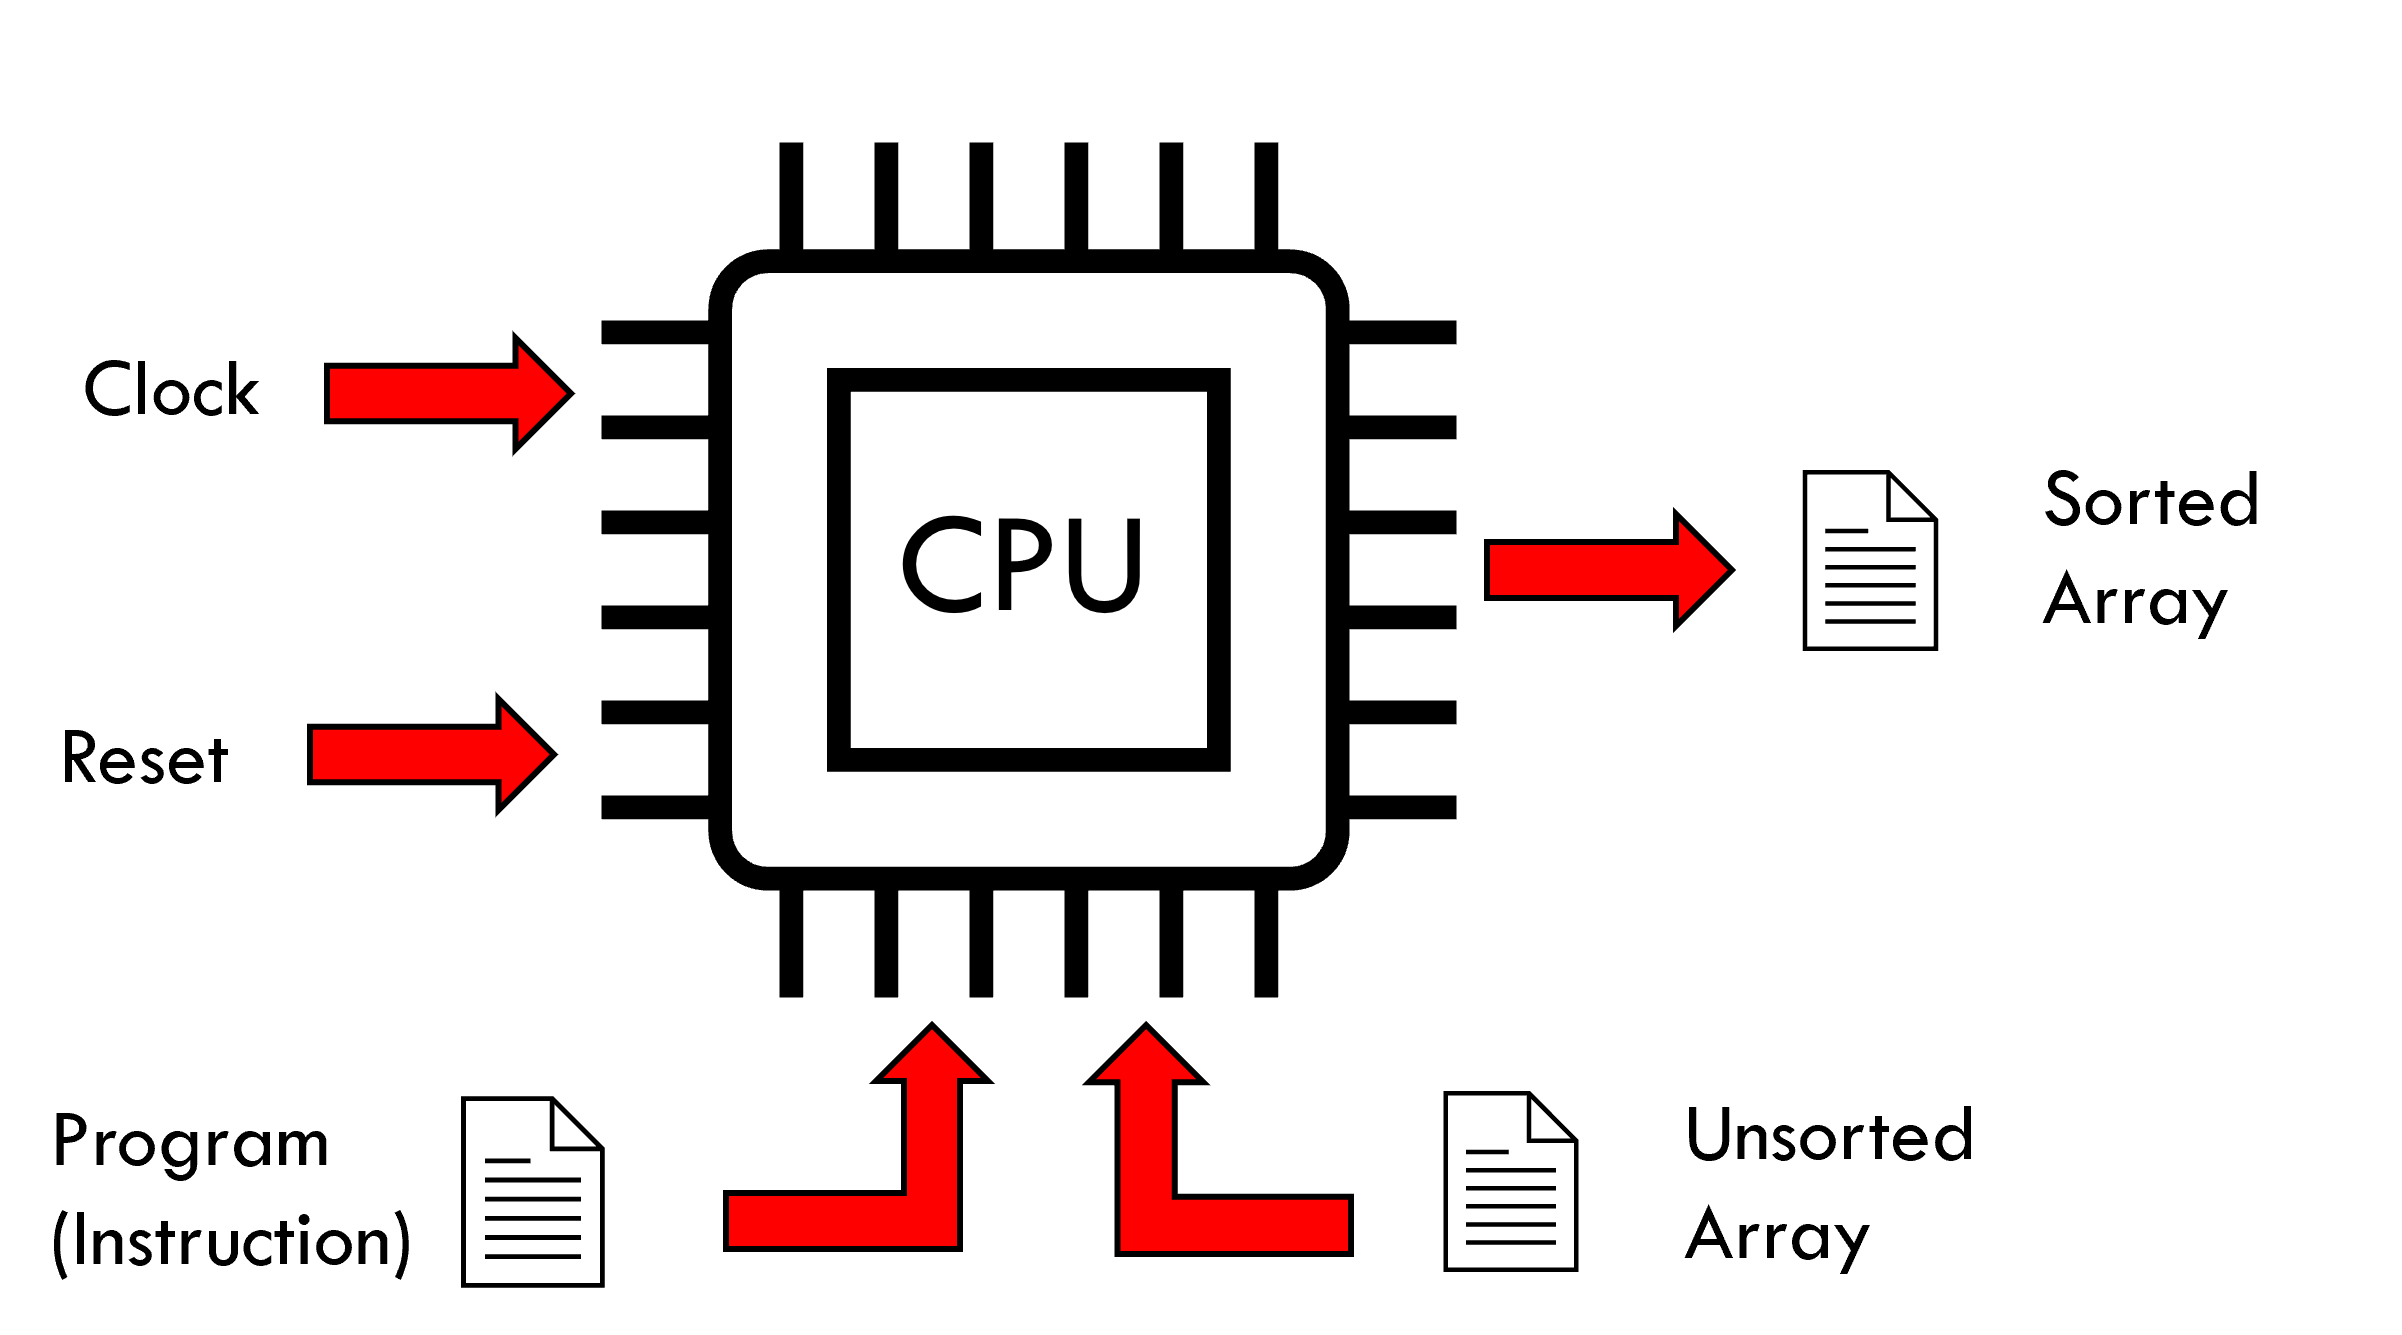 Clock
CPU
Sorted
Array
Reset
Program
(Instruction)
Unsorted
Array